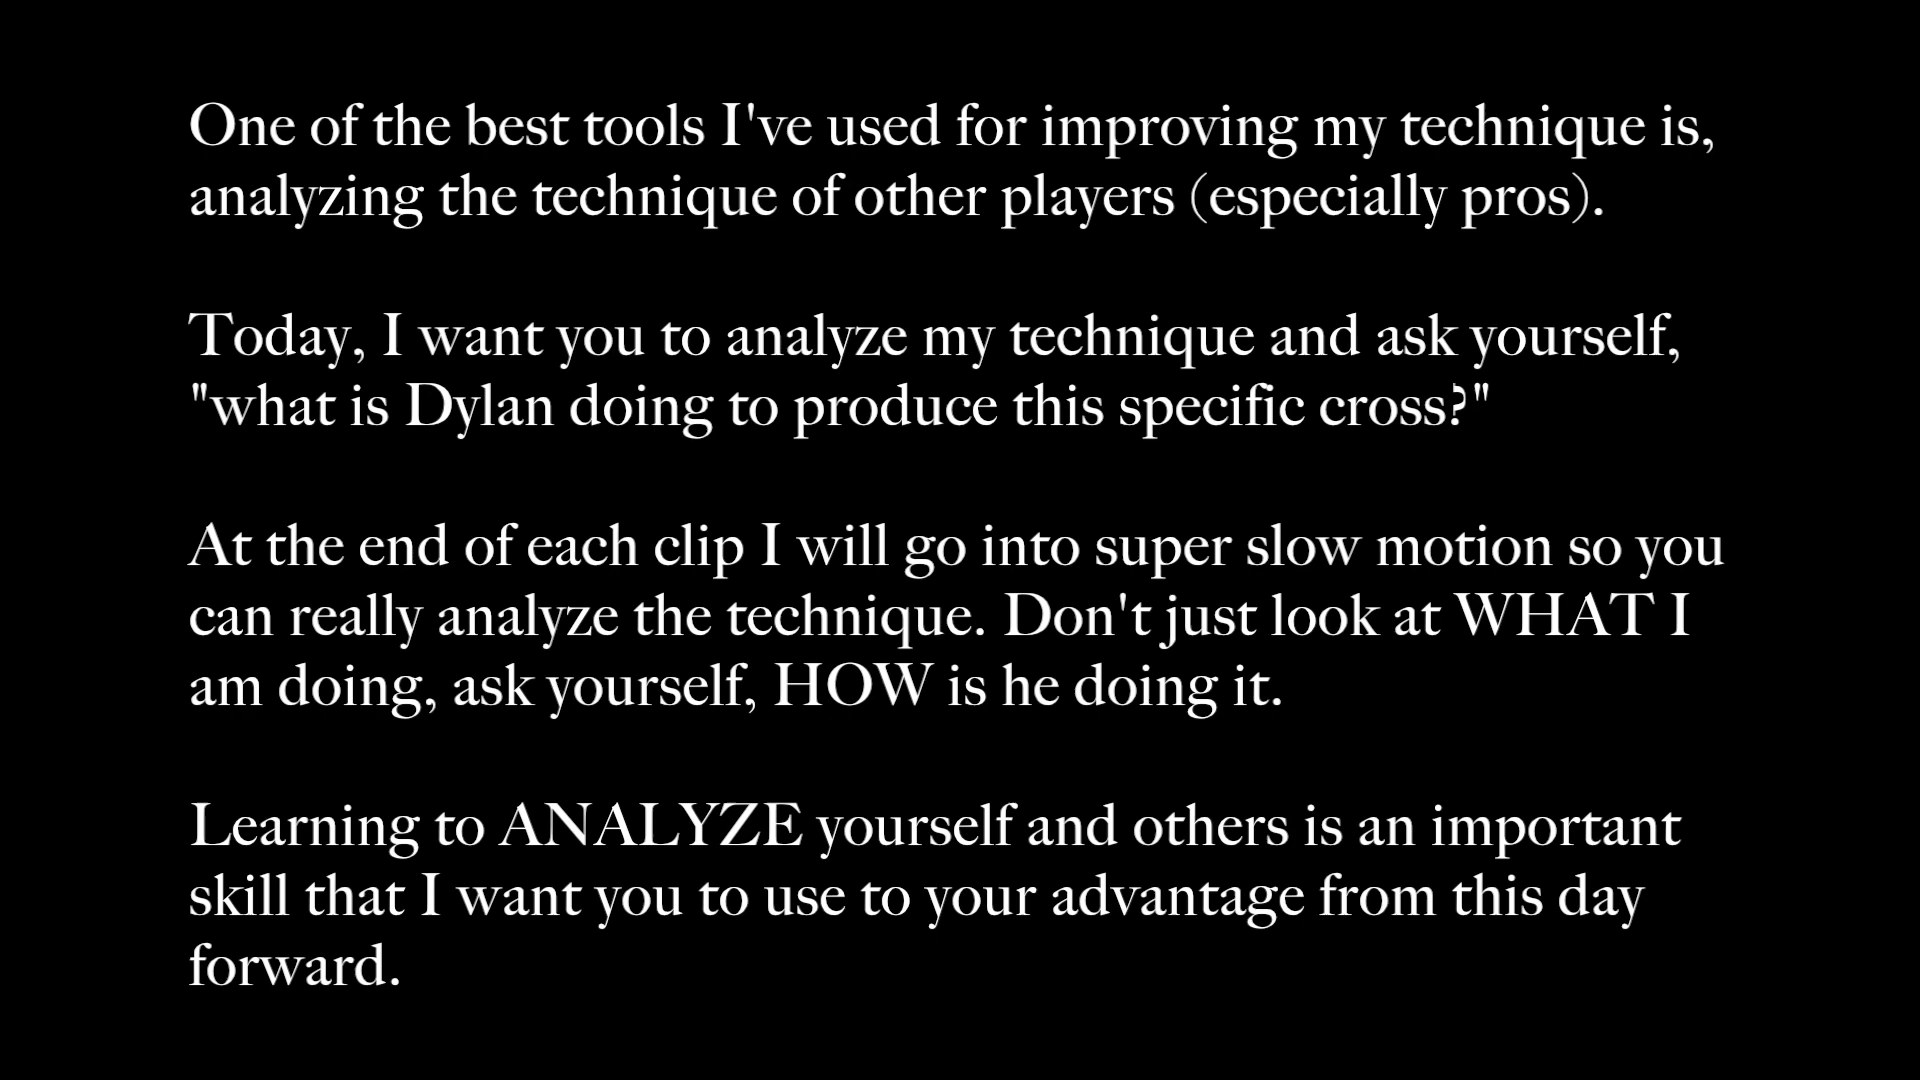 One of the best tools I've used for improving my technique is,
analyzing the technique of other players (especially pros).
Today, I want you to analyze my technique and ask yourself,
"what is Dylan doing to produce this specific cross?"
At the end of each clip I will go into super slow motion so you
can really analyze the technique. Don't just look at WHAT I
am doing, ask yourself, HOW is he doing it.
Learning to ANALYZE yourself and others is an important
skill that I want you to use to your advantage from this day
forward.